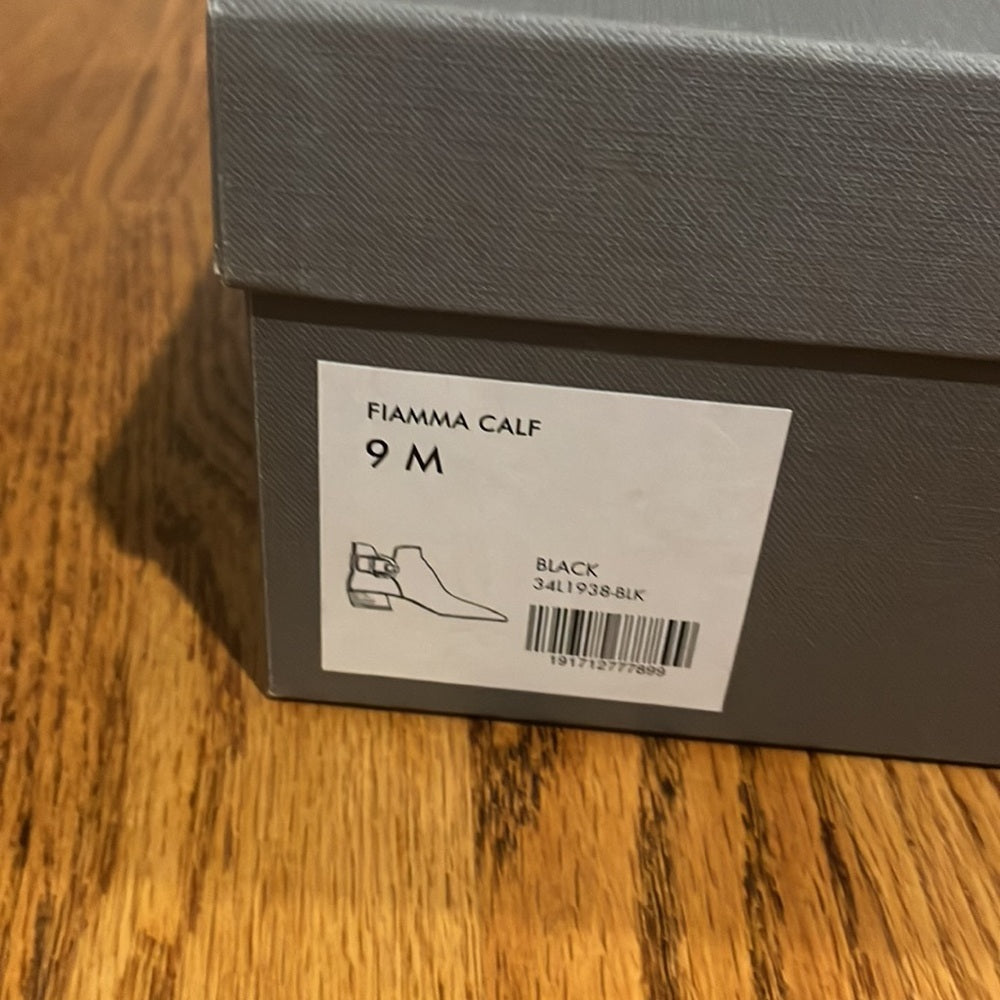 FIAMMA CALF
9 M
BLACK
34L1938-BLK
191712777899